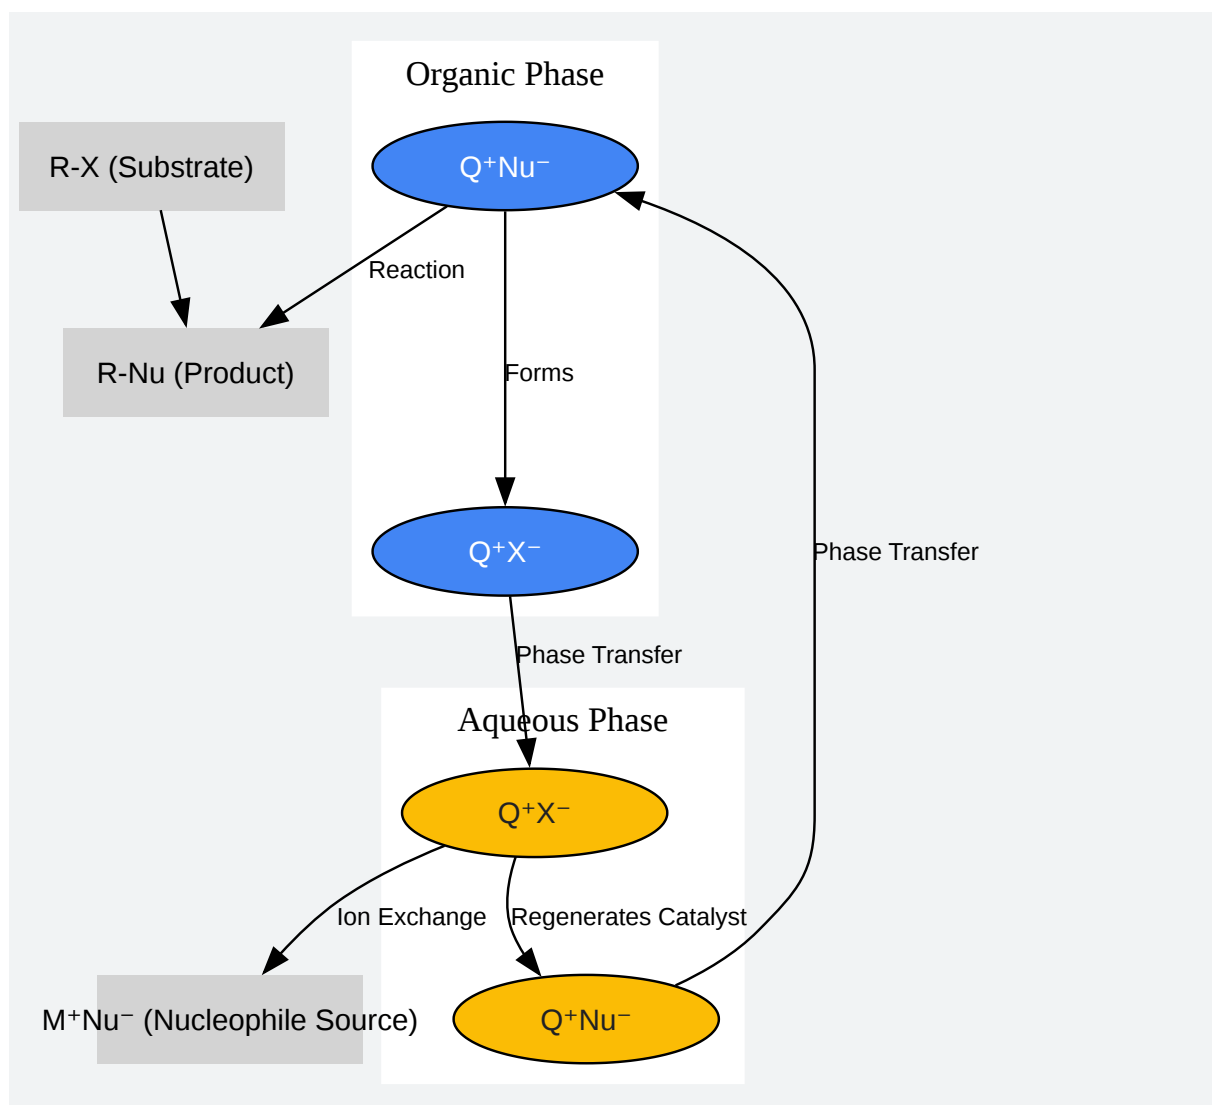 Organic Phase
R-X (Substrate)
Q⁺Nu⁻
Reaction
R-Nu (Product)
Forms
Q⁺X⁻
Phase Transfer
Phase Transfer
Aqueous Phase
Q⁺X⁻
Ion Exchange
Regenerates Catalyst
M⁺Nu⁻ (Nucleophile Source)
Q⁺Nu⁻